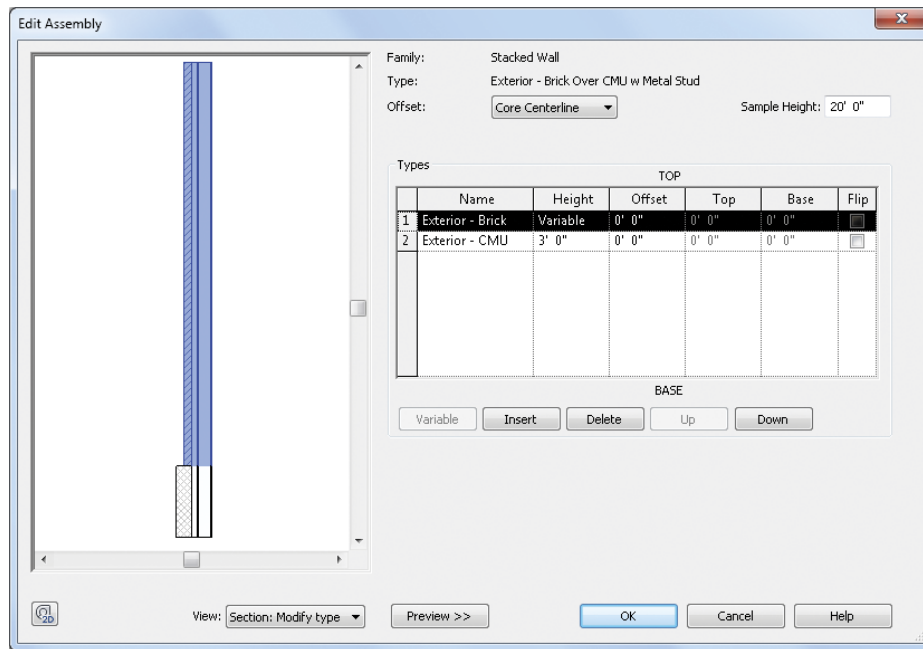 Edit Assembly
Family: Stacked Wall
Type: Exterior - Brick Over CMU w Metal Stud
Offset: Core Centerline Sample Height: 20' 0"
Types
TOP
Name Height Offset Top Base Flip
1 Exterior - Brick Variable 0' 0" 0' 0" 0' 0"
2 Exterior - CMU 3' 0" 0' 0" 0' 0" 0' 0"
BASE
Variable Insert Delete Up Down
2D View: Section: Modify type Preview >> OK Cancel Help